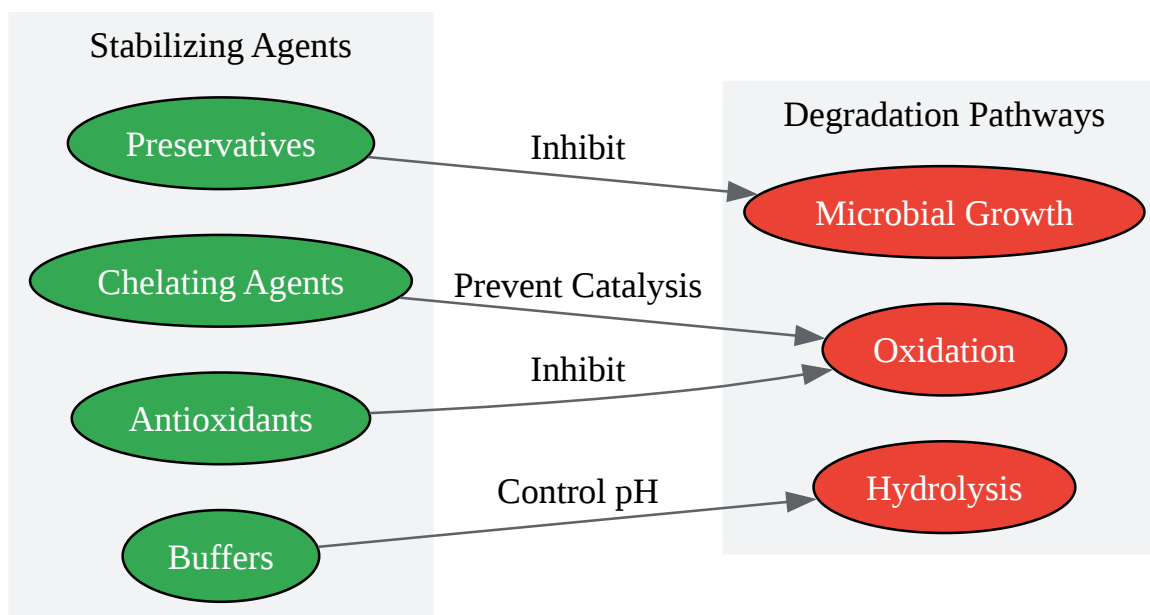 Stabilizing Agents
Preservatives
Chelating Agents
Antioxidants
Buffers
Inhibit
Prevent Catalysis
Inhibit
Control pH
Degradation Pathways
Microbial Growth
Oxidation
Hydrolysis